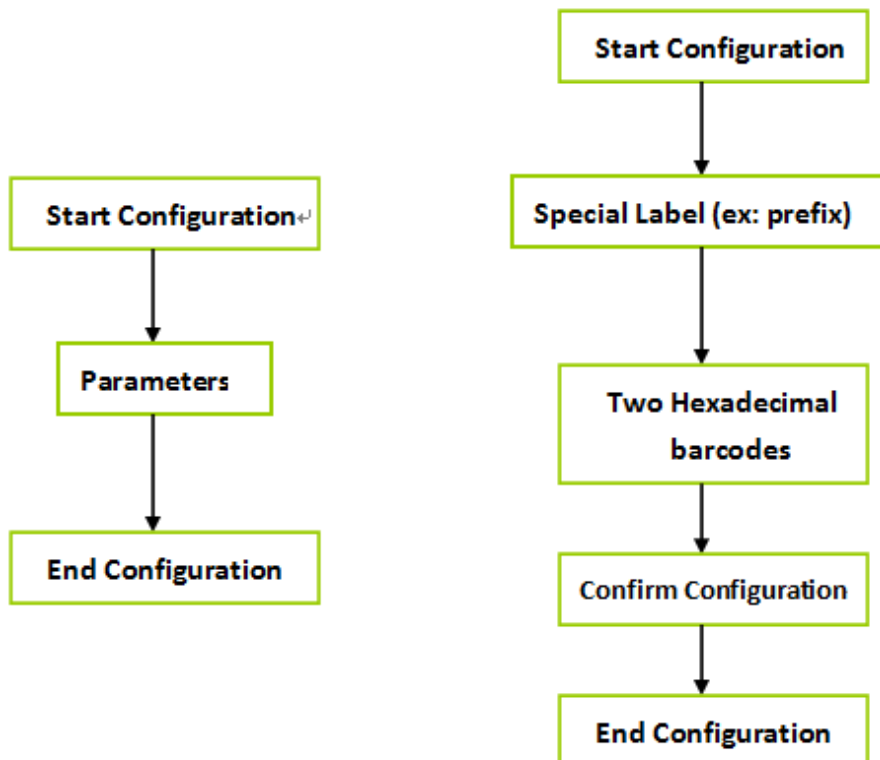 Start Configuration↵
Parameters
End Configuration
Start Configuration
Special Label (ex: prefix)
Two Hexadecimal
barcodes
Confirm Configuration
End Configuration